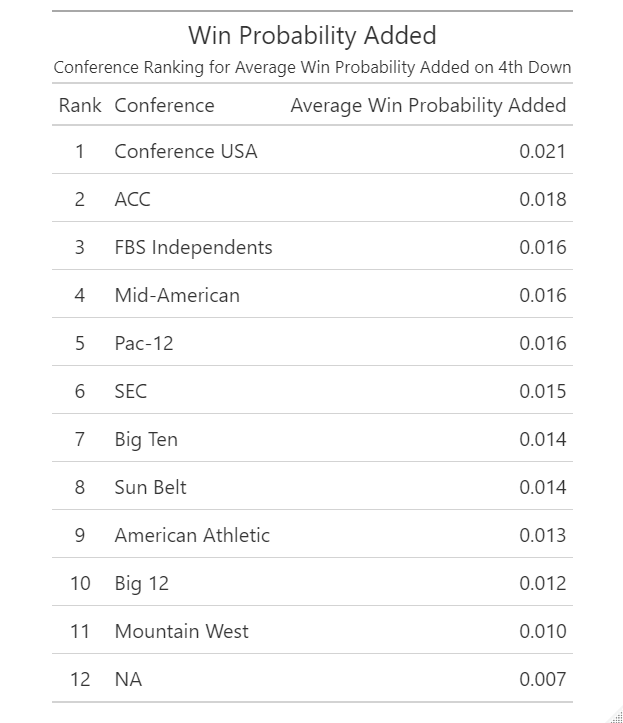 Win Probability Added
Conference Ranking for Average Win Probability Added on 4th Down
Rank Conference Average Win Probability Added
1 Conference USA 0.021
2 ACC 0.018
3 FBS Independents 0.016
4 Mid-American 0.016
5 Pac-12 0.016
6 SEC 0.015
7 Big Ten 0.014
8 Sun Belt 0.014
9 American Athletic 0.013
10 Big 12 0.012
11 Mountain West 0.010
12 NA 0.007